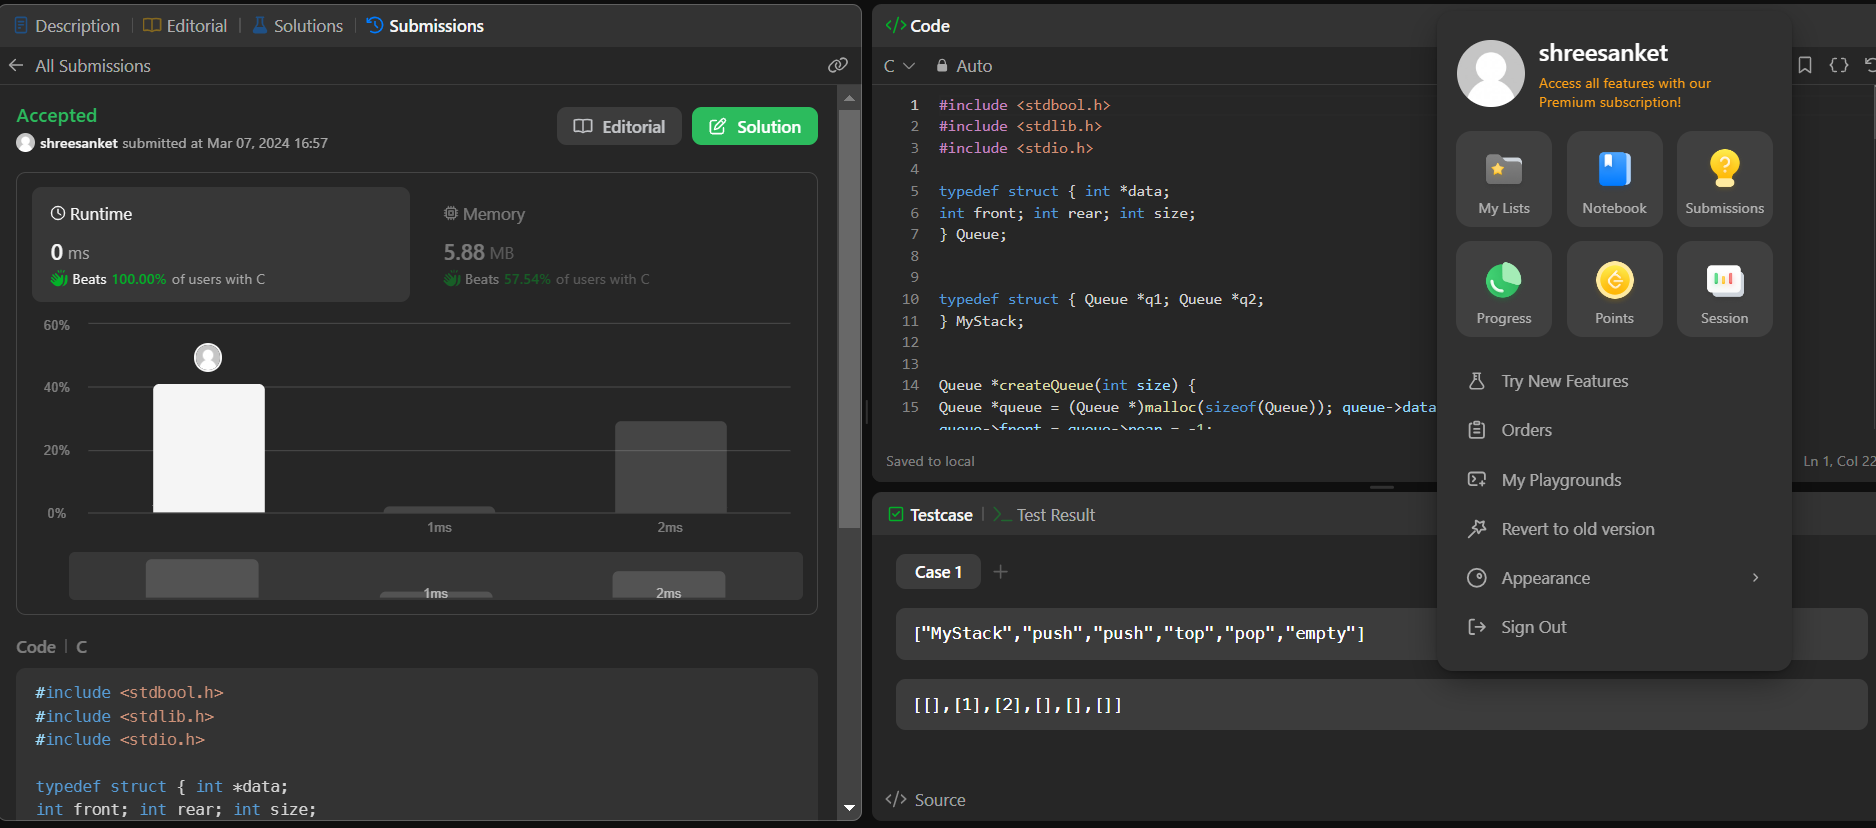 Description | Editorial | Solutions | Submissions
All Submissions
Accepted
shreesanket submitted at Mar 07, 2024 16:57
Editorial
Solution
Runtime
0 ms
Beats 100.00% of users with C
Memory
5.88 MB
Beats 57.54% of users with C
60%
40%
20%
0%
1ms
2ms
1ms
2ms
Code | C
#include <stdbool.h>
#include <stdlib.h>
#include <stdio.h>
typedef struct { int *data;
int front; int rear; int size;
</> Code
C
Auto
1 #include <stdbool.h>
2 #include <stdlib.h>
3 #include <stdio.h>
4
5 typedef struct { int *data;
6 int front; int rear; int size;
7 } Queue;
8
9
10 typedef struct { Queue *q1; Queue *q2;
11 } MyStack;
12
13
14 Queue *createQueue(int size) {
15 Queue *queue = (Queue *)malloc(sizeof(Queue)); queue->data
queue->front = queue->rear = -1;
Saved to local
Ln 1, Col 22
Testcase | >_ Test Result
Case 1 +
["MyStack","push","push","top","pop","empty"]
[[],[1],[2],[],[],[]]
</> Source
shreesanket
Access all features with our
Premium subscription!
My Lists
Notebook
Submissions
Progress
Points
Session
Try New Features
Orders
My Playgrounds
Revert to old version
Appearance
Sign Out